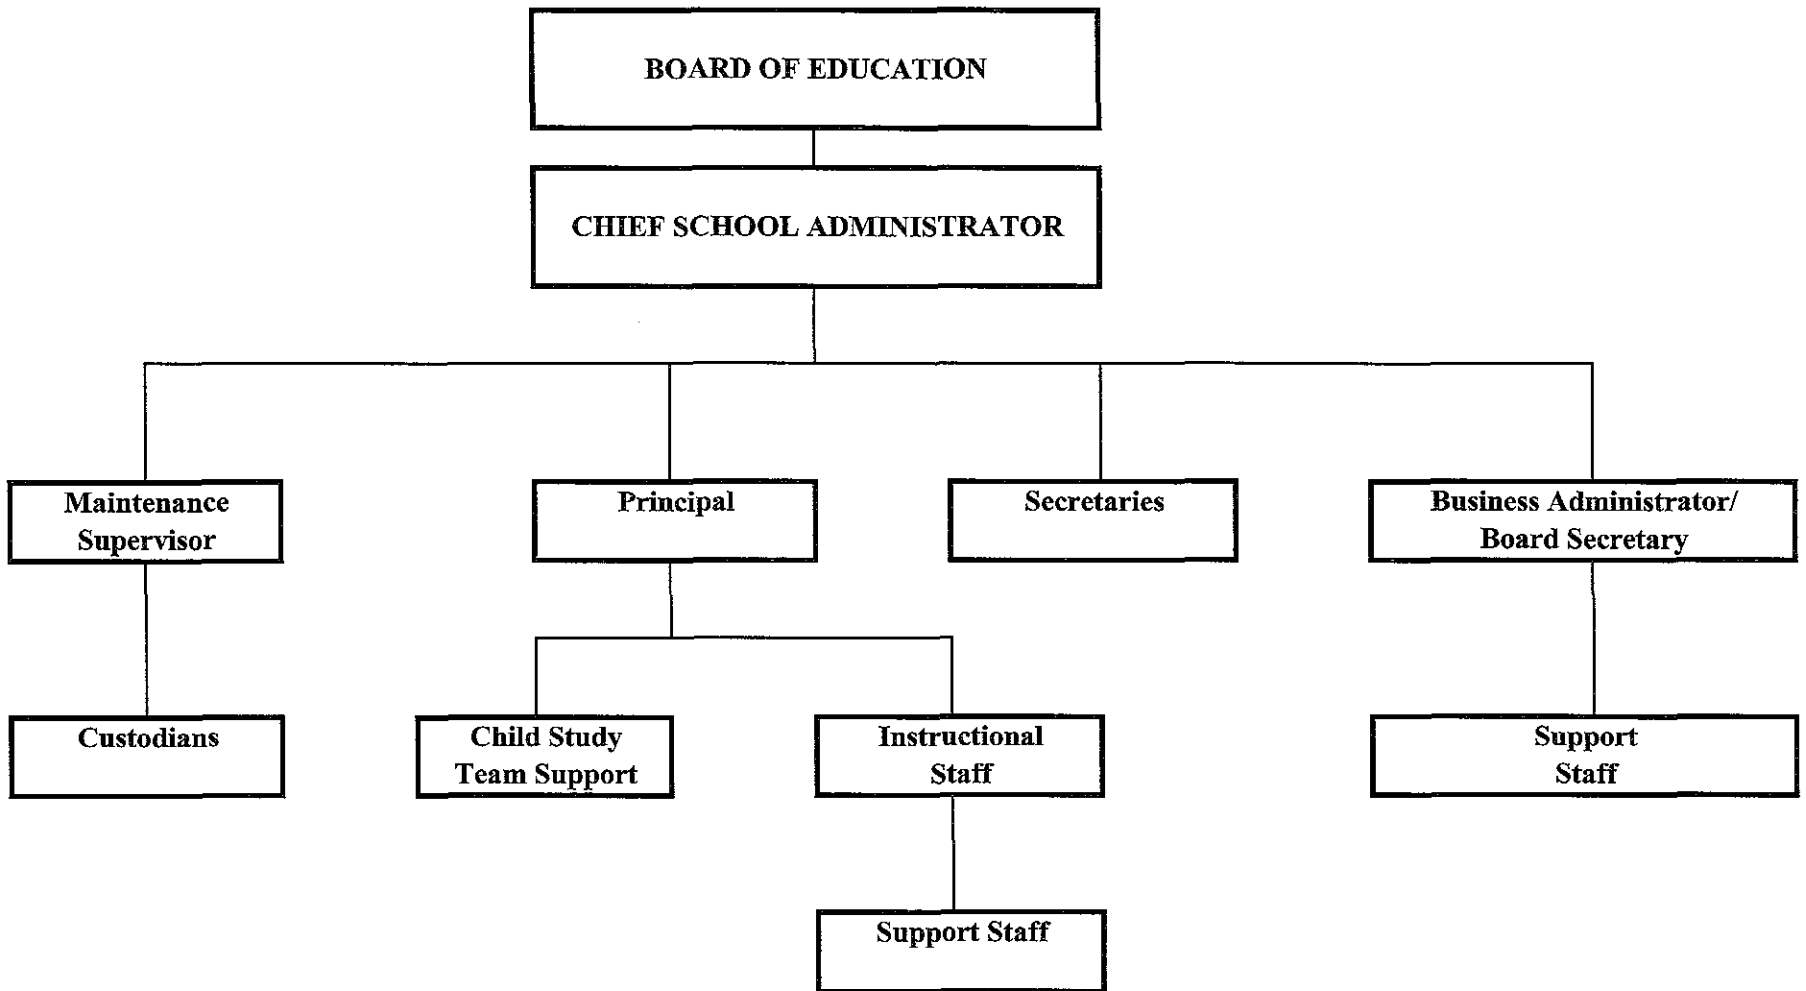 BOARD OF EDUCATION
CHIEF SCHOOL ADMINISTRATOR
Maintenance
Supervisor
Principal
Secretaries
Business Administrator/
Board Secretary
Custodians
Child Study
Team Support
Instructional
Staff
Support
Staff
Support Staff